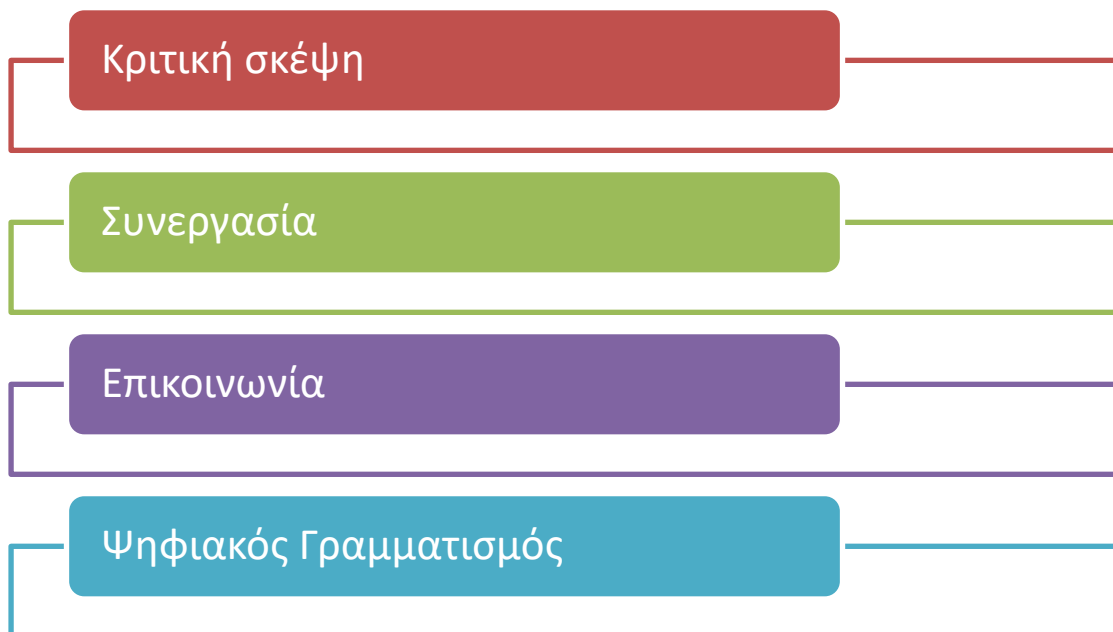 Κριτική σκέψη
Συνεργασία
Επικοινωνία
Ψηφιακός Γραμματισμός